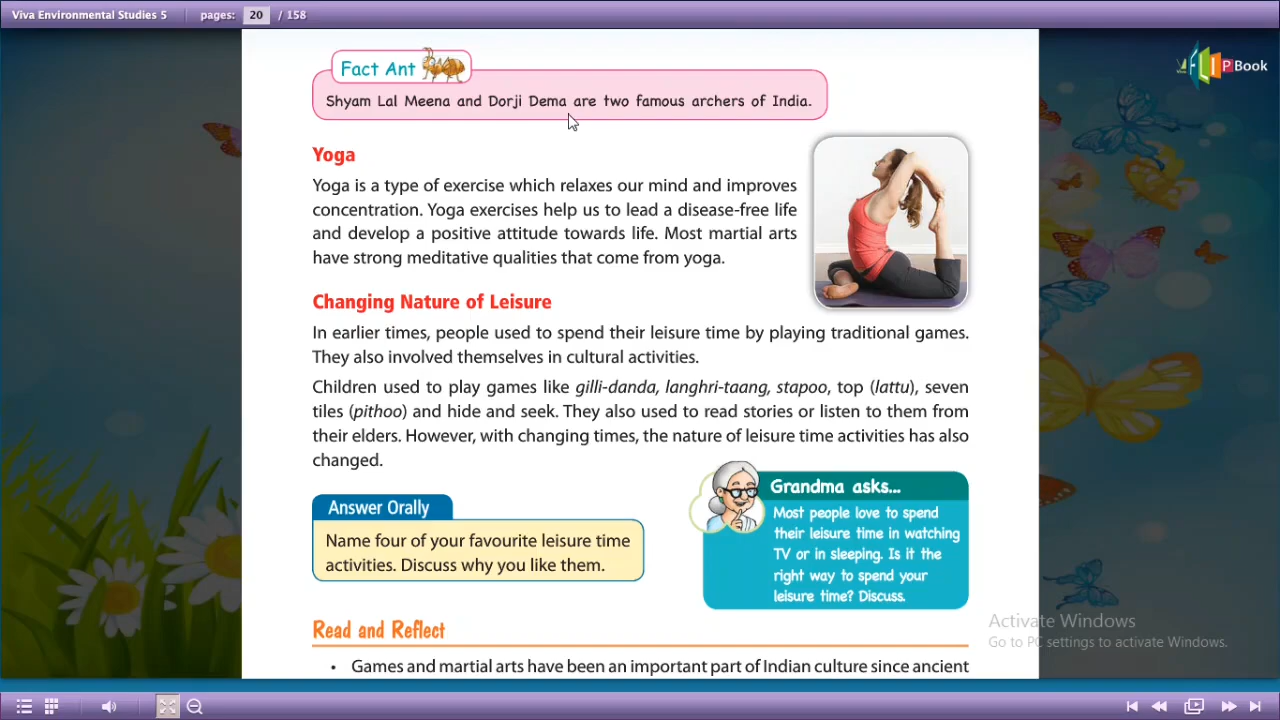 Viva Environmental Studies 5 pages: 20 / 158
FLIPBook
Fact Ant
Shyam Lal Meena and Dorji Dema are two famous archers of India.
Yoga
Yoga is a type of exercise which relaxes our mind and improves
concentration. Yoga exercises help us to lead a disease-free life
and develop a positive attitude towards life. Most martial arts
have strong meditative qualities that come from yoga.
Changing Nature of Leisure
In earlier times, people used to spend their leisure time by playing traditional games.
They also involved themselves in cultural activities.
Children used to play games like gilli-danda, langhri-taang, stapoo, top (lattu), seven
tiles (pithoo) and hide and seek. They also used to read stories or listen to them from
their elders. However, with changing times, the nature of leisure time activities has also
changed.
Answer Orally
Name four of your favourite leisure time
activities. Discuss why you like them.
Grandma asks...
Most people love to spend
their leisure time in watching
TV or in sleeping. Is it the
right way to spend your
leisure time? Discuss.
Activate Windows
Go to PC settings to activate Windows.
Read and Reflect
• Games and martial arts have been an important part of Indian culture since ancient